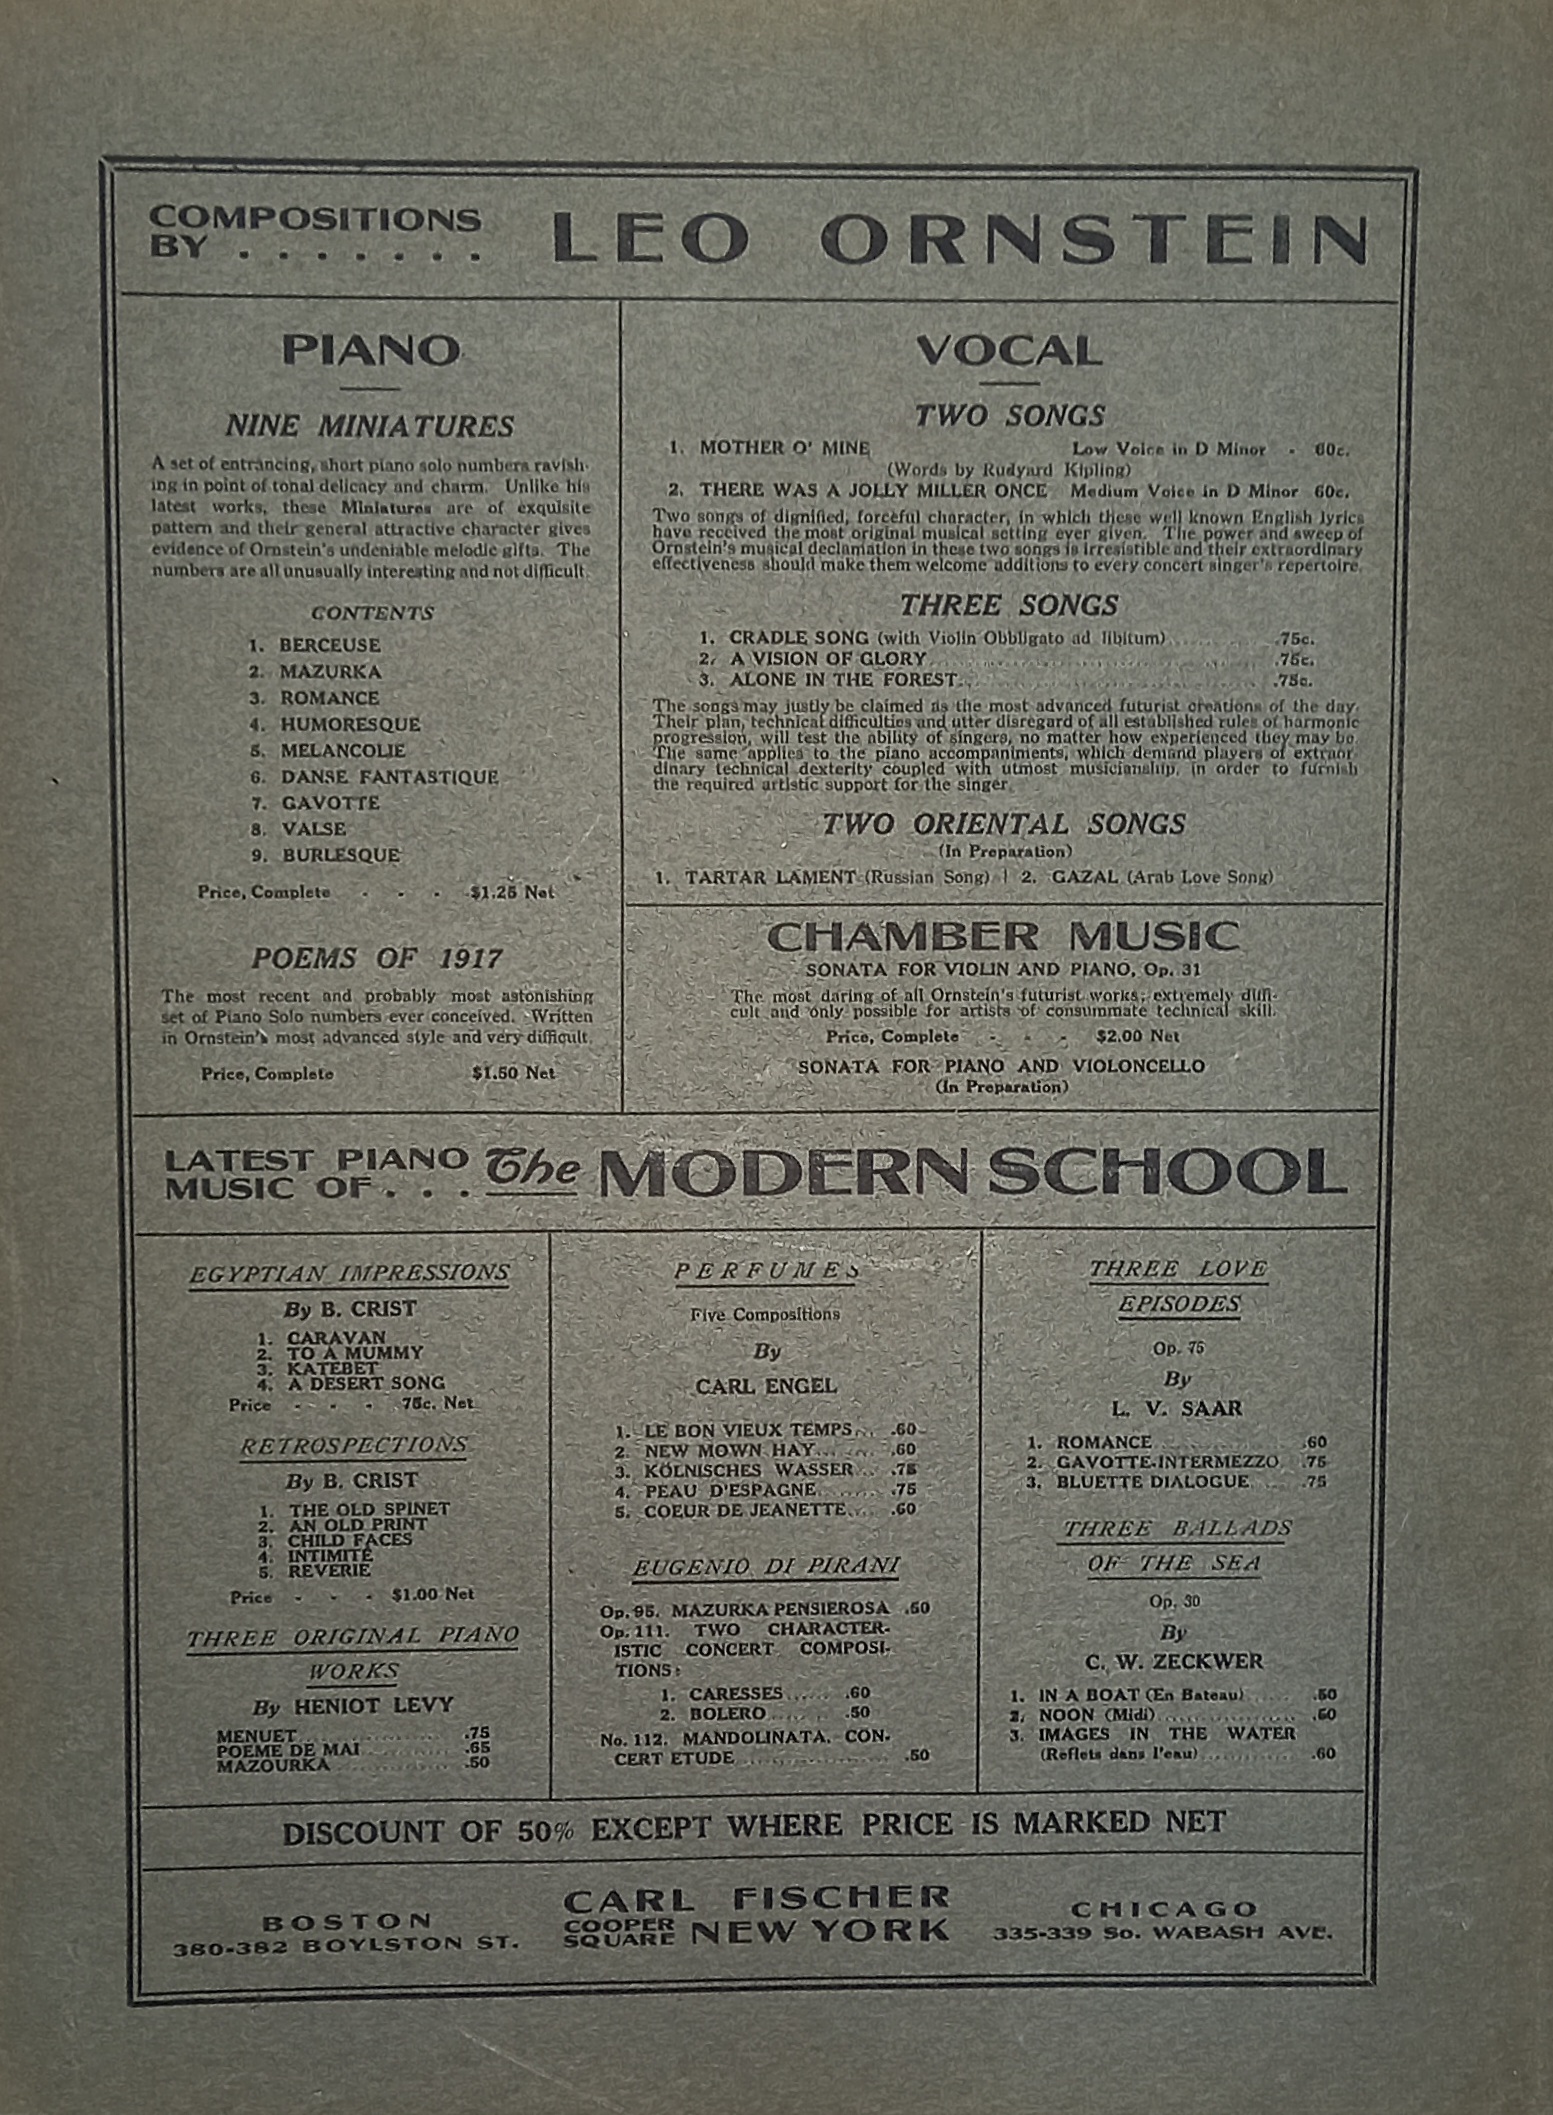 COMPOSITIONS
BY . . . . . . .
LEO ORNSTEIN
PIANO
NINE MINIATURES
A set of entrancing, short piano solo numbers ravish-
ing in point of tonal delicacy and charm. Unlike his
latest works, these Miniatures are of exquisite
pattern and their general attractive character gives
evidence of Ornstein's undeniable melodic gifts. The
numbers are all unusually interesting and not difficult.
CONTENTS
1. BERCEUSE
2. MAZURKA
3. ROMANCE
4. HUMORESQUE
5. MELANCOLIE
6. DANSE FANTASTIQUE
7. GAVOTTE
8. VALSE
9. BURLESQUE
Price, Complete - - - $1.25 Net
POEMS OF 1917
The most recent and probably most astonishing
set of Piano Solo numbers ever conceived. Written
in Ornstein's most advanced style and very difficult.
Price, Complete $1.50 Net
VOCAL
TWO SONGS
1. MOTHER O' MINE Low Voice in D Minor - 60c.
(Words by Rudyard Kipling)
2. THERE WAS A JOLLY MILLER ONCE Medium Voice in D Minor 60c.
Two songs of dignified, forceful character, in which these well known English lyrics
have received the most original musical setting ever given. The power and sweep of
Ornstein's musical declamation in these two songs is irresistible and their extraordinary
effectiveness should make them welcome additions to every concert singer's repertoire.
THREE SONGS
1. CRADLE SONG (with Violin Obbligato ad libitum) .75c.
2. A VISION OF GLORY .75c.
3. ALONE IN THE FOREST .75c.
The songs may justly be claimed as the most advanced futurist creations of the day.
Their plan, technical difficulties and utter disregard of all established rules of harmonic
progression, will test the ability of singers, no matter how experienced they may be.
The same applies to the piano accompaniments, which demand players of extraor-
dinary technical dexterity coupled with utmost musicianship, in order to furnish
the required artistic support for the singer.
TWO ORIENTAL SONGS
(In Preparation)
1. TARTAR LAMENT (Russian Song) | 2. GAZAL (Arab Love Song)
CHAMBER MUSIC
SONATA FOR VIOLIN AND PIANO, Op. 31
The most daring of all Ornstein's futurist works; extremely diffi-
cult and only possible for artists of consummate technical skill.
Price, Complete - - - $2.00 Net
SONATA FOR PIANO AND VIOLONCELLO
(In Preparation)
LATEST PIANO
MUSIC OF . . .
The MODERN SCHOOL
EGYPTIAN IMPRESSIONS
By B. CRIST
1. CARAVAN
2. TO A MUMMY
3. KATEBET
4. A DESERT SONG
Price - - - 75c. Net
RETROSPECTIONS
By B. CRIST
1. THE OLD SPINET
2. AN OLD PRINT
3. CHILD FACES
4. INTIMITÉ
5. REVERIE
Price - - - $1.00 Net
THREE ORIGINAL PIANO
WORKS
By HENIOT LEVY
MENUET .75
POEME DE MAI .65
MAZOURKA .50
PERFUMES
Five Compositions
By
CARL ENGEL
1. LE BON VIEUX TEMPS .60
2. NEW MOWN HAY .60
3. KÖLNISCHES WASSER .75
4. PEAU D'ESPAGNE .75
5. COEUR DE JEANETTE .60
EUGENIO DI PIRANI
Op. 95. MAZURKA PENSIEROSA .50
Op. 111. TWO CHARACTER-
ISTIC CONCERT COMPOSI-
TIONS:
1. CARESSES .60
2. BOLERO .50
No. 112. MANDOLINATA. CON-
CERT ETUDE .50
THREE LOVE
EPISODES
Op. 75
By
L. V. SAAR
1. ROMANCE .60
2. GAVOTTE-INTERMEZZO .75
3. BLUETTE DIALOGUE .75
THREE BALLADS
OF THE SEA
Op. 30
By
C. W. ZECKWER
1. IN A BOAT (En Bateau) .50
2. NOON (Midi) .50
3. IMAGES IN THE WATER
(Reflets dans l'eau) .60
DISCOUNT OF 50% EXCEPT WHERE PRICE IS MARKED NET
BOSTON
380-382 BOYLSTON ST.
CARL FISCHER
COOPER
SQUARE
NEW YORK
CHICAGO
335-339 So. WABASH AVE.